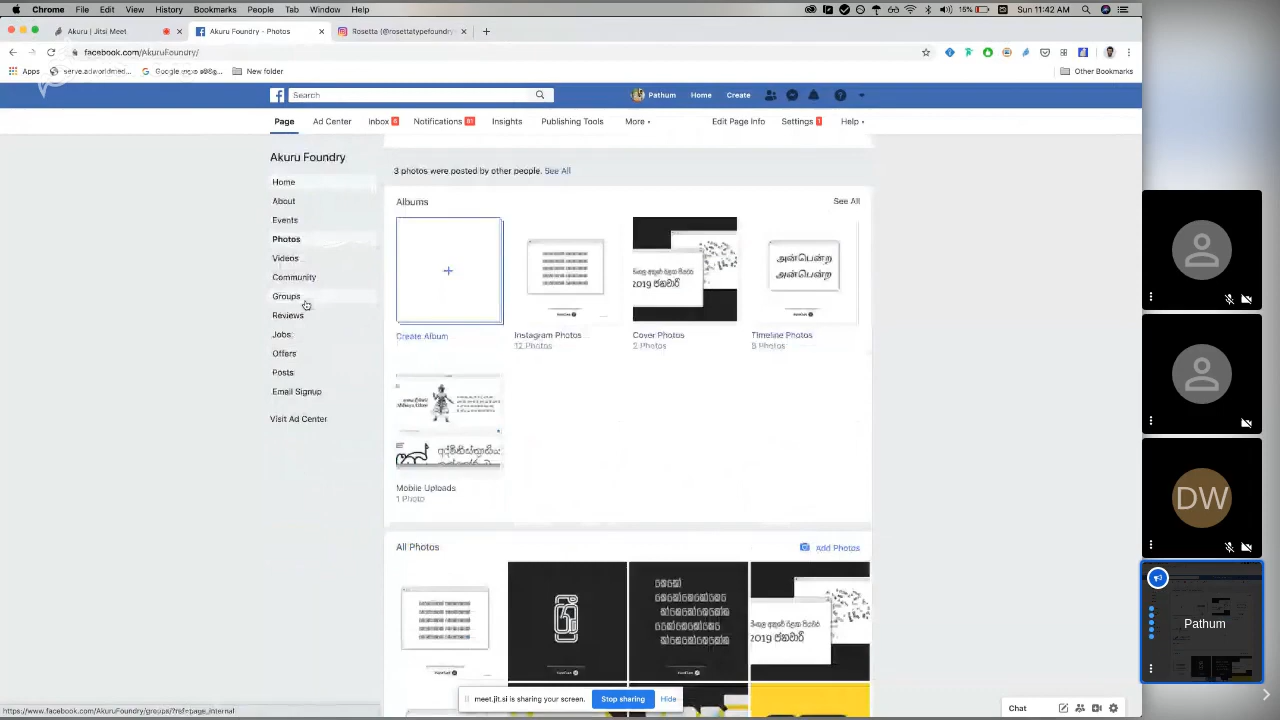 Chrome File Edit View History Bookmarks People Tab Window Help
15% Sun 11:42 AM
Akuru | Jitsi Meet
Akuru Foundry - Photos
Rosetta (@rosettatypefoundry
facebook.com/AkuruFoundry/
Apps
serve.adworldmed...
New folder
Other Bookmarks
Search
Pathum Home Create
Page Ad Center Inbox 6 Notifications 81 Insights Publishing Tools More Edit Page Info Settings 1 Help
Akuru Foundry
Home
About
Events
Photos
Videos
Community
Groups
Reviews
Jobs
Offers
Posts
Email Signup
Visit Ad Center
3 photos were posted by other people. See All
Albums See All
அன்பென்ற
அன்பென்ற
2019 ජනවාරි
Create Album
Instagram Photos
12 Photos
Cover Photos
2 Photos
Timeline Photos
Mobile Uploads
1 Photo
All Photos Add Photos
2019 ජනවාරි
meet.jit.si is sharing your screen. Stop sharing Hide
https://www.facebook.com/AkuruFoundry/groups/?ref=page_internal
Chat
DW
Pathum